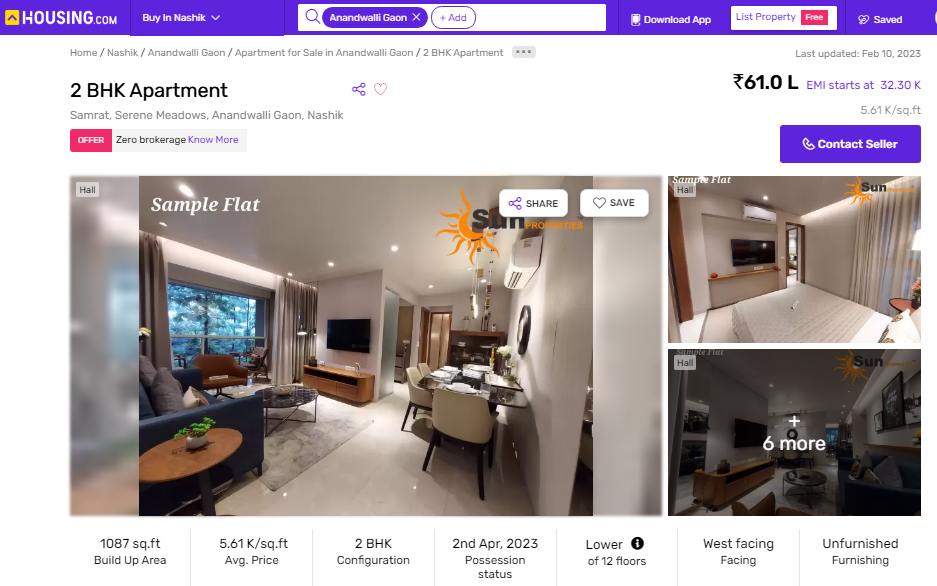 HOUSING.COM
Buy In Nashik
Anandwalli Gaon
+ Add
Download App
List Property Free
Saved
Home / Nashik / Anandwalli Gaon / Apartment for Sale in Anandwalli Gaon / 2 BHK Apartment
Last updated: Feb 10, 2023
2 BHK Apartment
₹61.0 L EMI starts at 32.30 K
Samrat, Serene Meadows, Anandwalli Gaon, Nashik
5.61 K/sq.ft
OFFER Zero brokerage Know More
Contact Seller
Hall
Sample Flat
SHARE
SAVE
Sun
PROPERTIES
Sample Flat
Hall
Sun
Sample Flat
Hall
Sun
+
6 more
1087 sq.ft
Build Up Area
5.61 K/sq.ft
Avg. Price
2 BHK
Configuration
2nd Apr, 2023
Possession
status
Lower
of 12 floors
West facing
Facing
Unfurnished
Furnishing